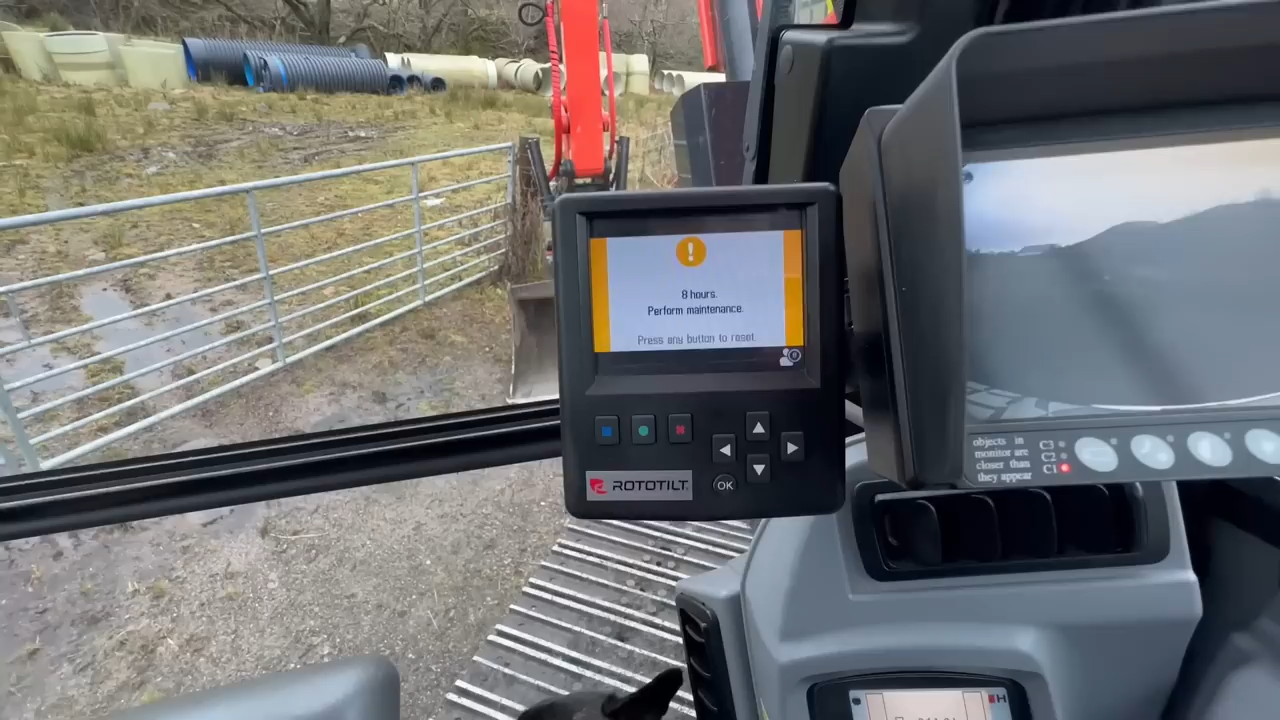 8 hours.
Perform maintenance.
Press any button to reset.
OK
ROTOTILT
objects in
monitor are
closer than
they appear
C3
C2
C1
H